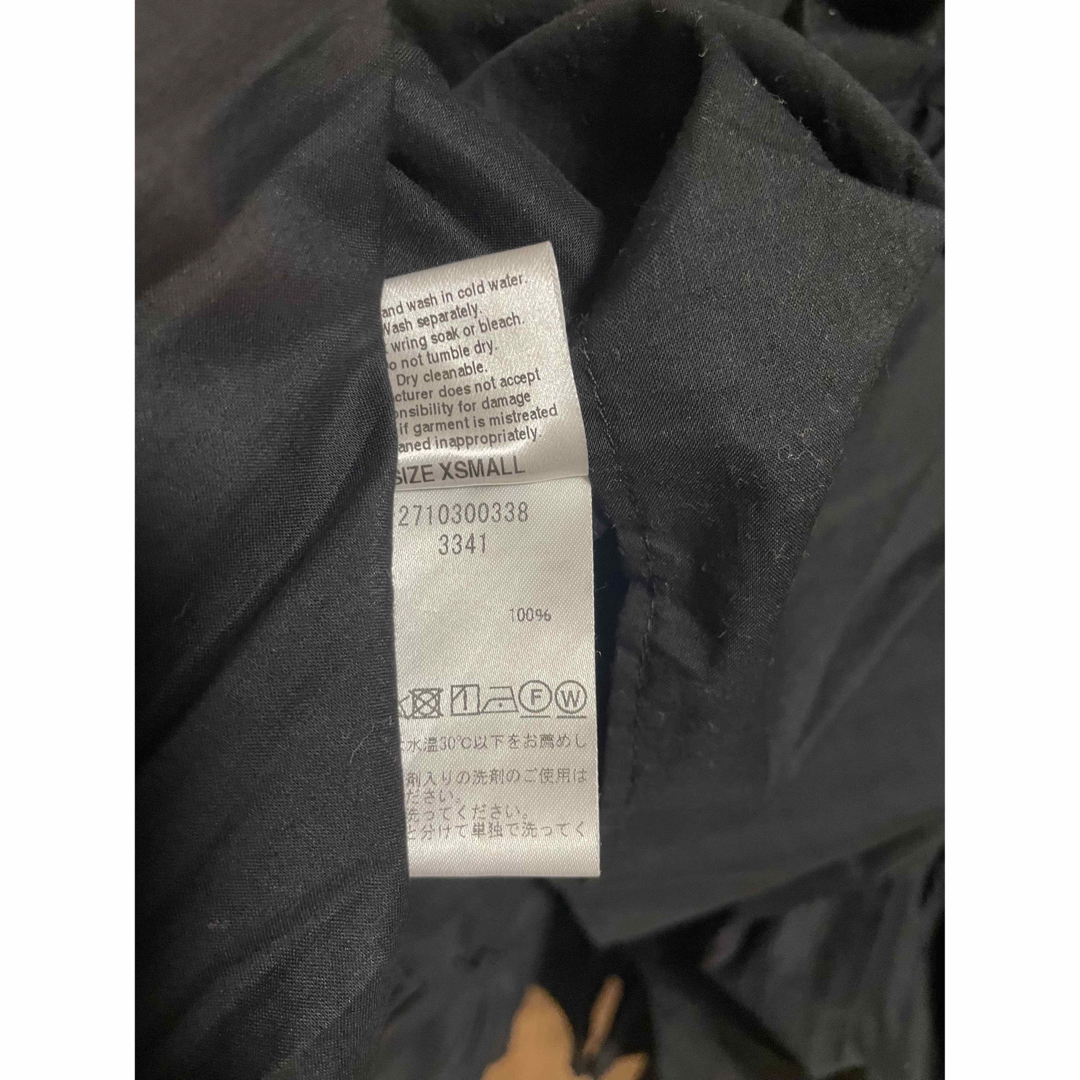 and wash in cold water.
Wash separately.
wring soak or bleach.
o not tumble dry.
Dry cleanable.
cturer does not accept
onsibility for damage
if garment is mistreated
aned inappropriately.
SIZE XSMALL
2710300338
3341
100%
F W
水温30℃以下をお薦めし
剤入りの洗剤のご使用は
ださい。
洗ってください。
と分けて単独で洗ってく